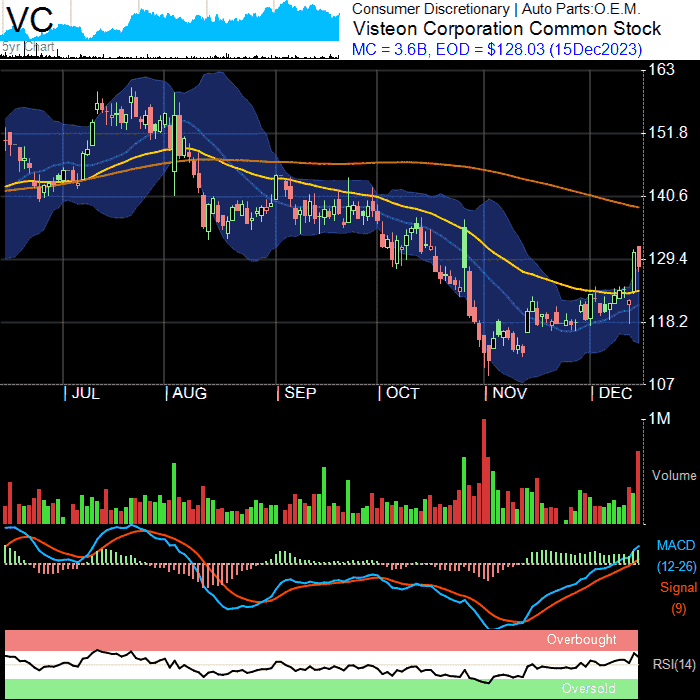 VC
5yr Chart
Consumer Discretionary | Auto Parts:O.E.M.
Visteon Corporation Common Stock
MC = 3.6B, EOD = $128.03 (15Dec2023)
163
151.8
140.6
129.4
118.2
107
| JUL | AUG | SEP | OCT | NOV | DEC
1M
Volume
MACD
(12-26)
Signal
(9)
Overbought
RSI(14)
Oversold